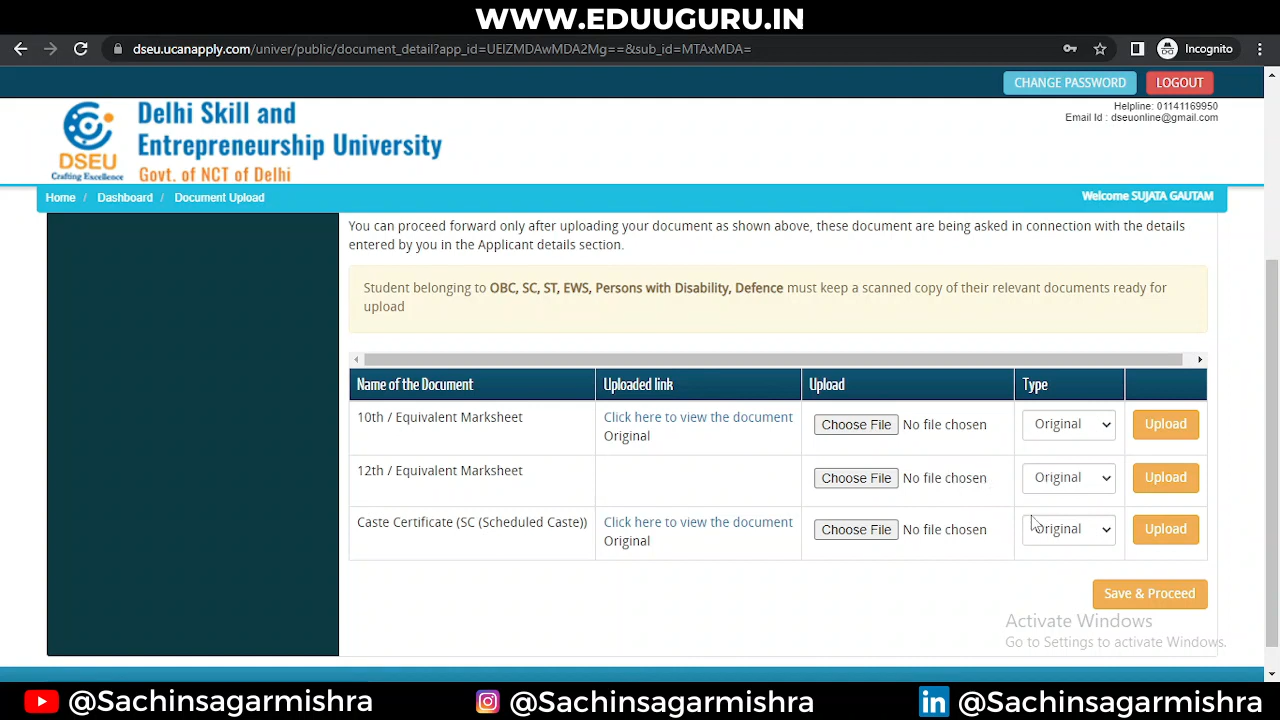 WWW.EDUUGURU.IN
dseu.ucanapply.com/univer/public/document_detail?app_id=UElZMDAwMDA2Mg==&sub_id=MTAxMDA=
Incognito
CHANGE PASSWORD
LOGOUT
Delhi Skill and
Entrepreneurship University
Govt. of NCT of Delhi
DSEU
Crafting Excellence
Helpline: 01141169950
Email Id : dseuonline@gmail.com
Home / Dashboard / Document Upload
Welcome SUJATA GAUTAM
You can proceed forward only after uploading your document as shown above, these document are being asked in connection with the details
entered by you in the Applicant details section.
Student belonging to OBC, SC, ST, EWS, Persons with Disability, Defence must keep a scanned copy of their relevant documents ready for
upload
Name of the Document Uploaded link Upload Type
10th / Equivalent Marksheet Click here to view the document Choose File No file chosen Original Upload
Original
12th / Equivalent Marksheet Choose File No file chosen Original Upload
Caste Certificate (SC (Scheduled Caste)) Click here to view the document Choose File No file chosen Original Upload
Original
Save & Proceed
Activate Windows
Go to Settings to activate Windows.
@Sachinsagarmishra @Sachinsagarmishra in @Sachinsagarmishra